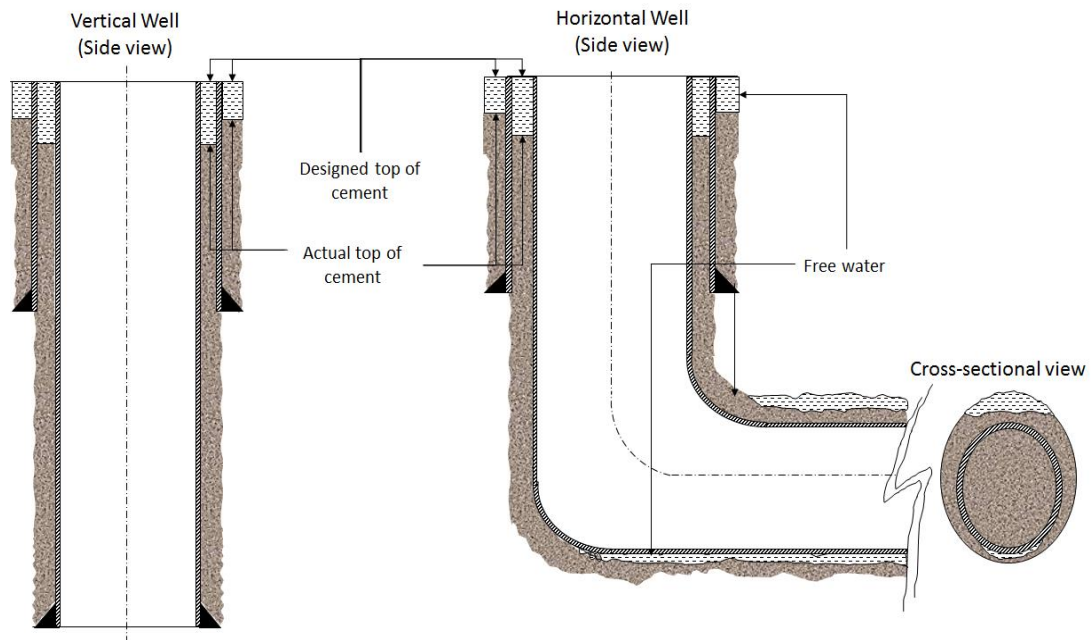 Vertical Well
(Side view)
Horizontal Well
(Side view)
Designed top of
cement
Actual top of
cement
Free water
Cross-sectional view